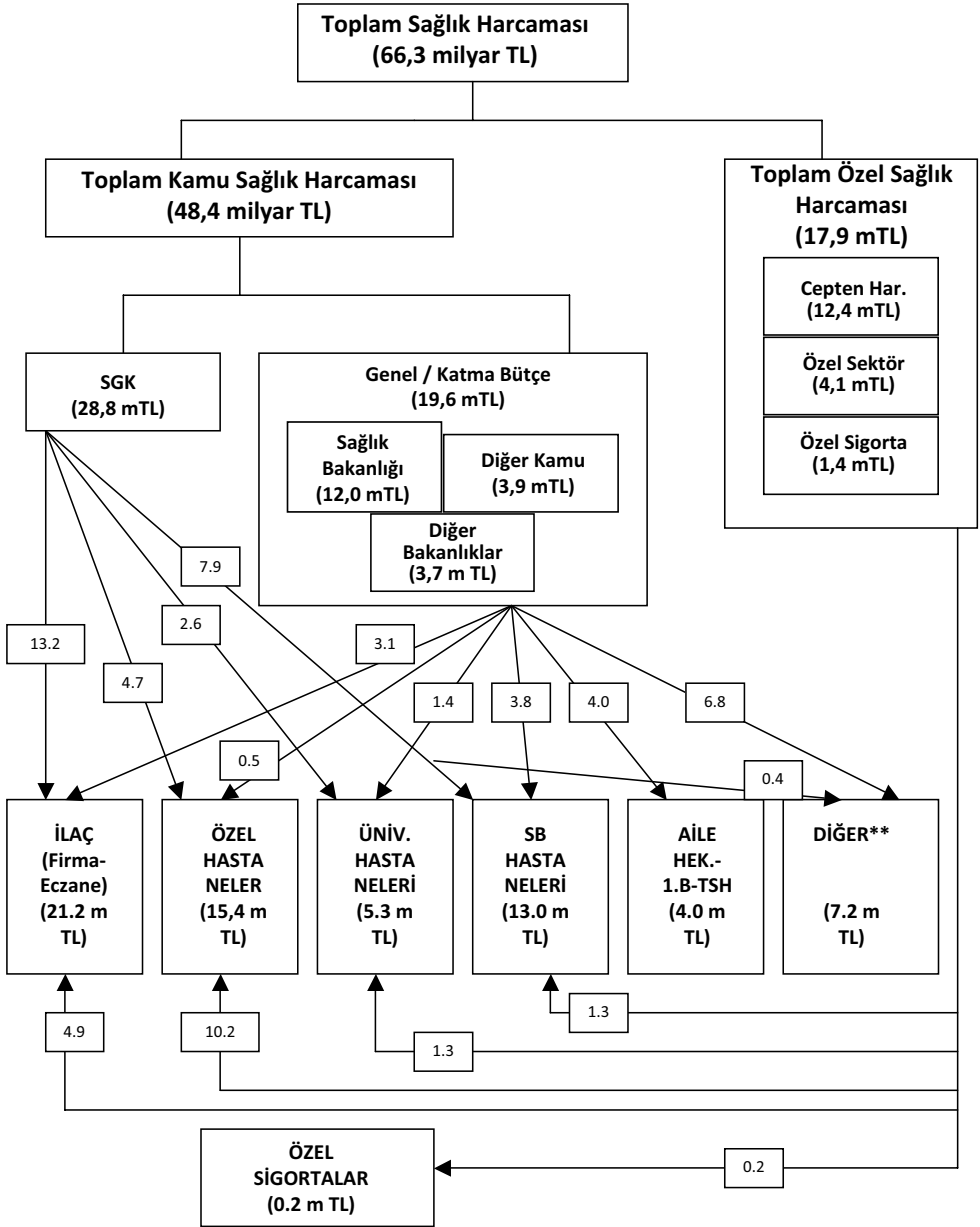 Toplam Sağlık Harcaması
(66,3 milyar TL)
Toplam Kamu Sağlık Harcaması
(48,4 milyar TL)
Toplam Özel Sağlık
Harcaması
(17,9 mTL)
Cepten Har.
(12,4 mTL)
Özel Sektör
(4,1 mTL)
Özel Sigorta
(1,4 mTL)
SGK
(28,8 mTL)
Genel / Katma Bütçe
(19,6 mTL)
Sağlık
Bakanlığı
(12,0 mTL)
Diğer Kamu
(3,9 mTL)
Diğer
Bakanlıklar
(3,7 m TL)
7.9
2.6
13.2
4.7
3.1
1.4
3.8
4.0
6.8
0.5
0.4
İLAÇ
(Firma-
Eczane)
(21.2 m
TL)
ÖZEL
HASTA
NELER
(15,4 m
TL)
ÜNİV.
HASTA
NELERİ
(5.3 m
TL)
SB
HASTA
NELERİ
(13.0 m
TL)
AİLE
HEK.-
1.B-TSH
(4.0 m
TL)
DİĞER**
(7.2 m
TL)
4.9
10.2
1.3
1.3
ÖZEL
SİGORTALAR
(0.2 m TL)
0.2